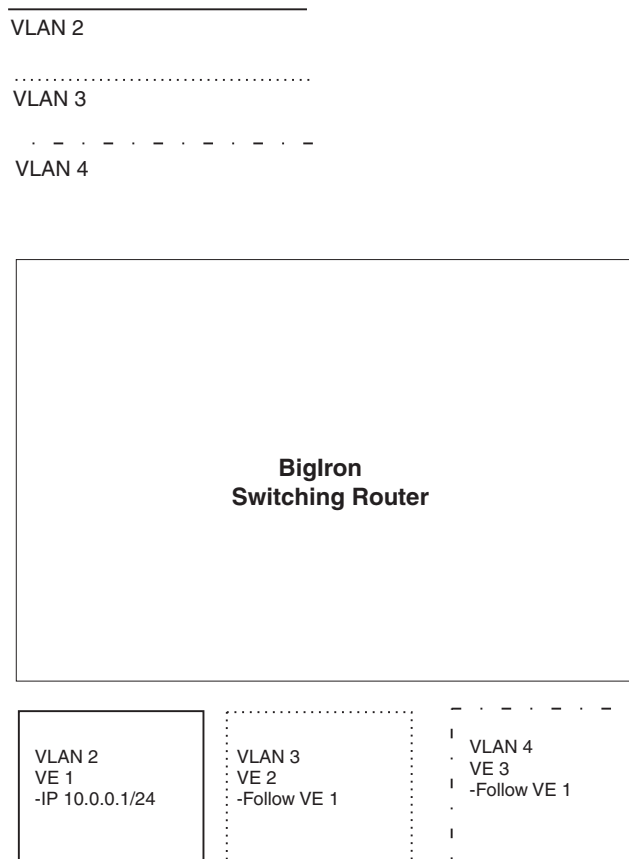 VLAN 2
VLAN 3
VLAN 4
BigIron
Switching Router
VLAN 2
VE 1
-IP 10.0.0.1/24
VLAN 3
VE 2
-Follow VE 1
VLAN 4
VE 3
-Follow VE 1